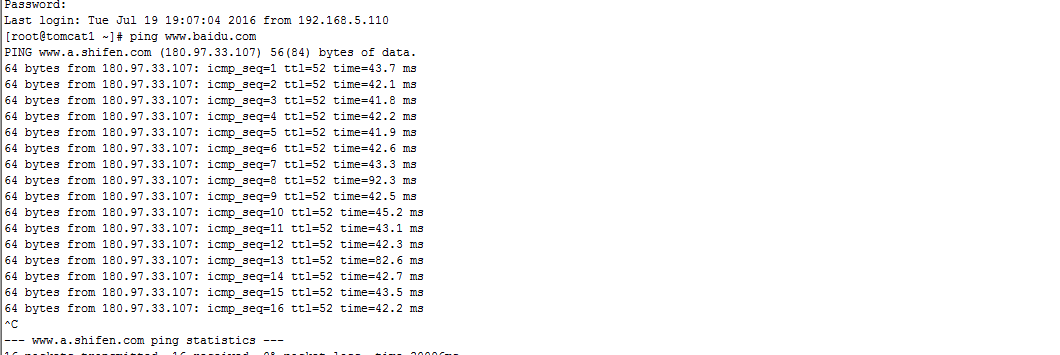 Password:
Last login: Tue Jul 19 19:07:04 2016 from 192.168.5.110
[root@tomcat1 ~]# ping www.baidu.com
PING www.a.shifen.com (180.97.33.107) 56(84) bytes of data.
64 bytes from 180.97.33.107: icmp_seq=1 ttl=52 time=43.7 ms
64 bytes from 180.97.33.107: icmp_seq=2 ttl=52 time=42.1 ms
64 bytes from 180.97.33.107: icmp_seq=3 ttl=52 time=41.8 ms
64 bytes from 180.97.33.107: icmp_seq=4 ttl=52 time=42.2 ms
64 bytes from 180.97.33.107: icmp_seq=5 ttl=52 time=41.9 ms
64 bytes from 180.97.33.107: icmp_seq=6 ttl=52 time=42.6 ms
64 bytes from 180.97.33.107: icmp_seq=7 ttl=52 time=43.3 ms
64 bytes from 180.97.33.107: icmp_seq=8 ttl=52 time=92.3 ms
64 bytes from 180.97.33.107: icmp_seq=9 ttl=52 time=42.5 ms
64 bytes from 180.97.33.107: icmp_seq=10 ttl=52 time=45.2 ms
64 bytes from 180.97.33.107: icmp_seq=11 ttl=52 time=43.1 ms
64 bytes from 180.97.33.107: icmp_seq=12 ttl=52 time=42.3 ms
64 bytes from 180.97.33.107: icmp_seq=13 ttl=52 time=82.6 ms
64 bytes from 180.97.33.107: icmp_seq=14 ttl=52 time=42.7 ms
64 bytes from 180.97.33.107: icmp_seq=15 ttl=52 time=43.5 ms
64 bytes from 180.97.33.107: icmp_seq=16 ttl=52 time=42.2 ms
^C
--- www.a.shifen.com ping statistics ---
16 packets transmitted, 16 received, 0% packet loss, time